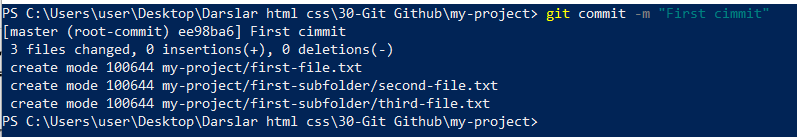 PS C:\Users\user\Desktop\Darslar html css\30-Git Github\my-project> git commit -m "First cimmit"
[master (root-commit) ee98ba6] First cimmit
 3 files changed, 0 insertions(+), 0 deletions(-)
 create mode 100644 my-project/first-file.txt
 create mode 100644 my-project/first-subfolder/second-file.txt
 create mode 100644 my-project/first-subfolder/third-file.txt
PS C:\Users\user\Desktop\Darslar html css\30-Git Github\my-project>